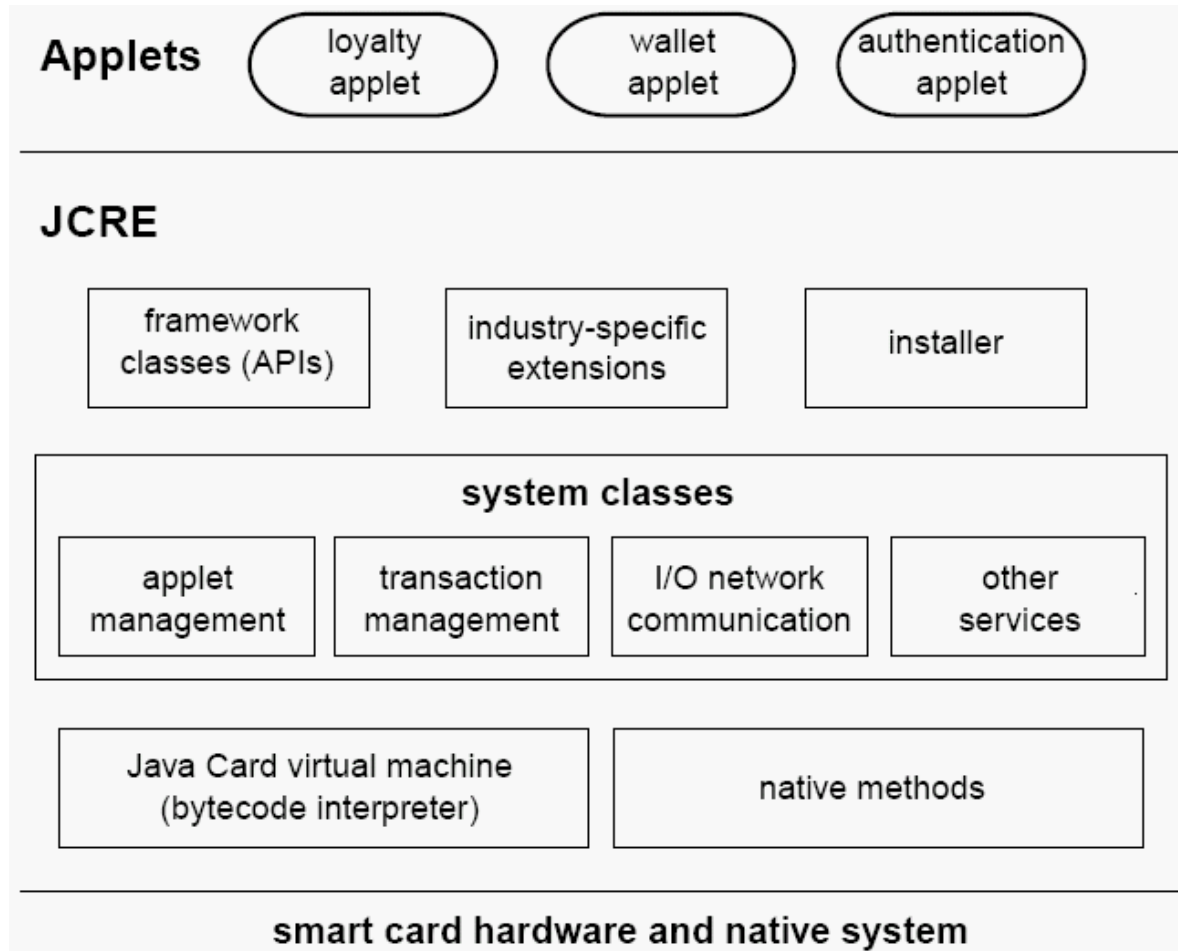 Applets
loyalty
applet
wallet
applet
authentication
applet
JCRE
framework
classes (APIs)
industry-specific
extensions
installer
system classes
applet
management
transaction
management
I/O network
communication
other
services
Java Card virtual machine
(bytecode interpreter)
native methods
smart card hardware and native system